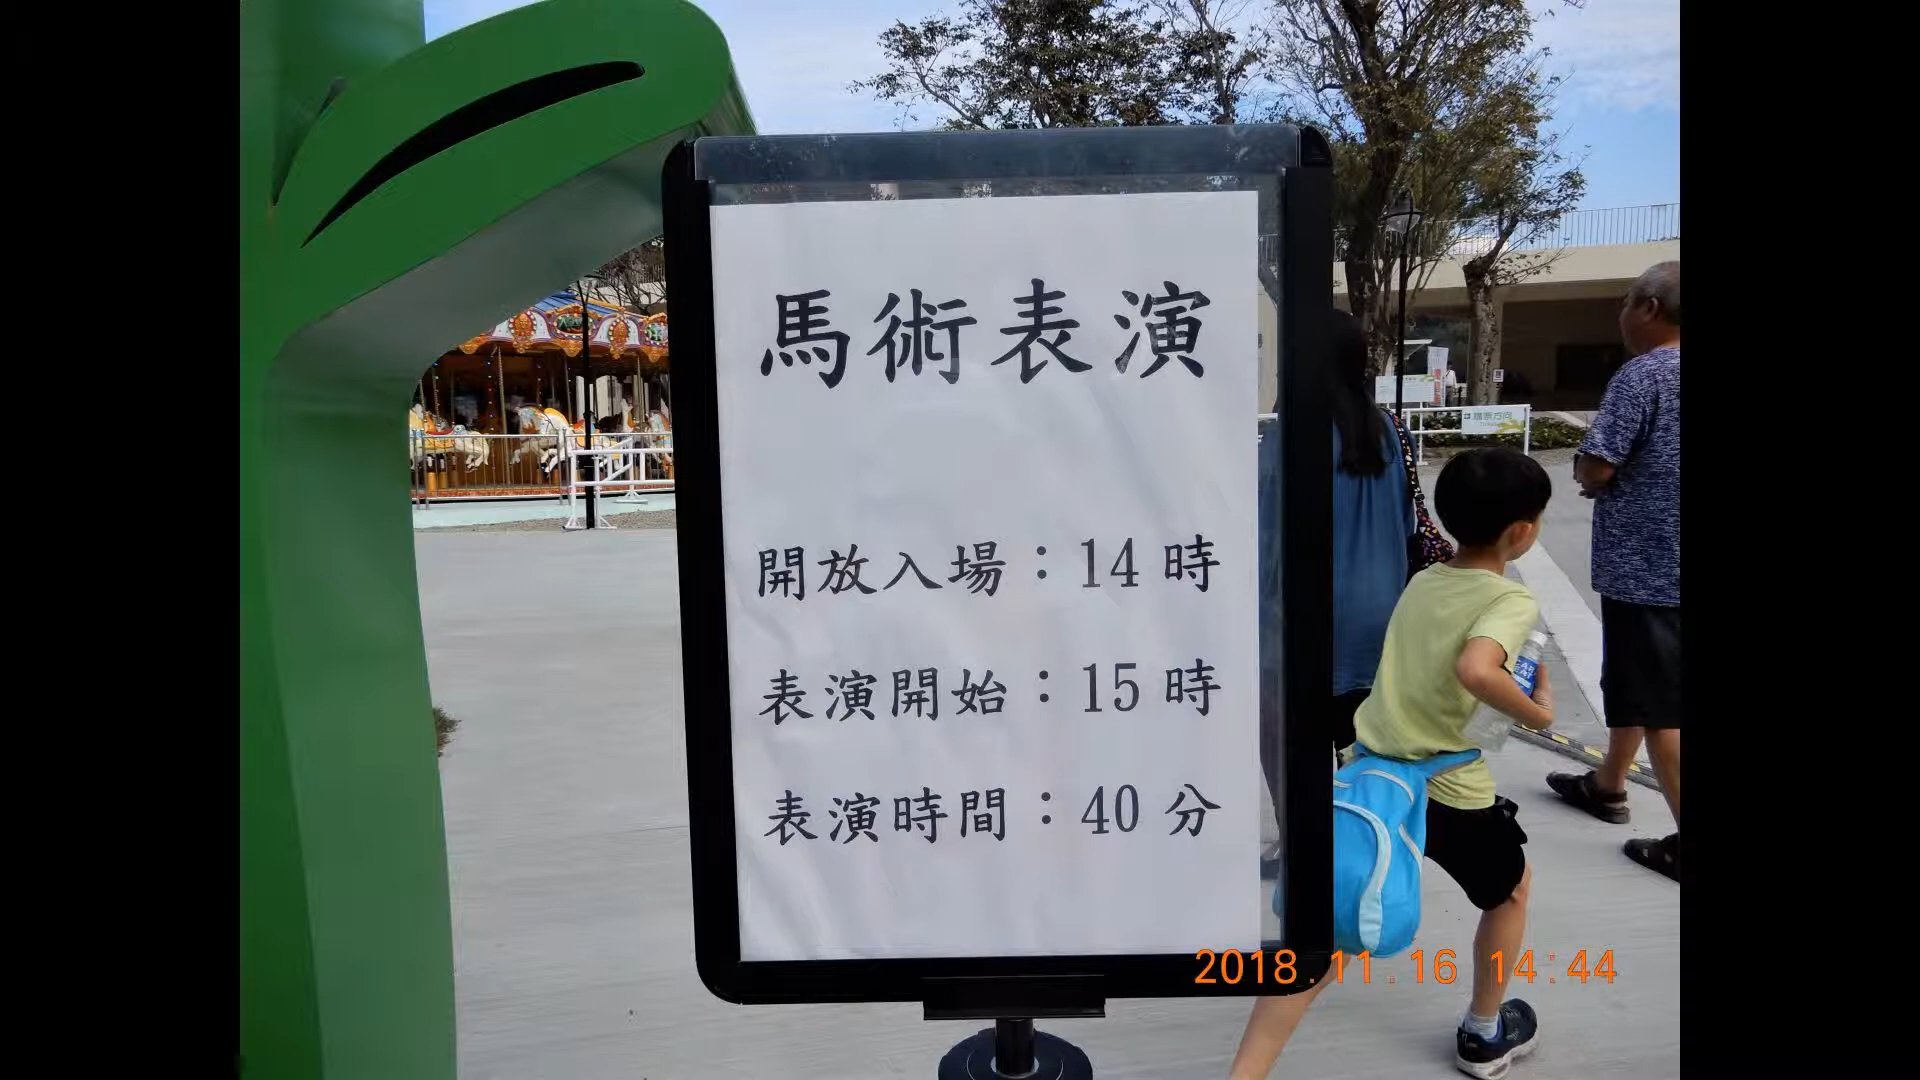 馬術表演
開放入場：14 時
表演開始：15 時
表演時間：40 分
2018.11.16 14:44